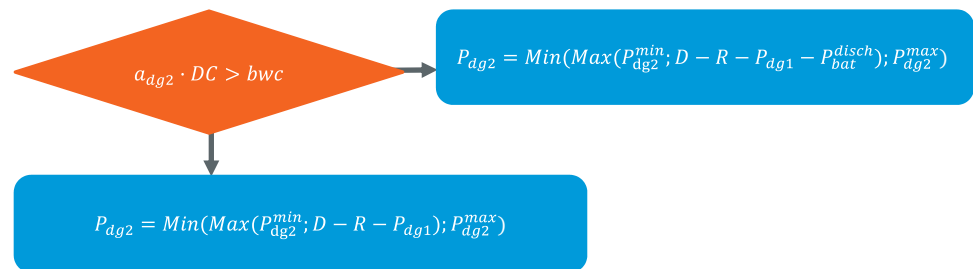 a_{dg2} · DC > bwc
P_{dg2} = Min(Max(P_{dg2}^{min}; D − R − P_{dg1} − P_{bat}^{disch}); P_{dg2}^{max})
P_{dg2} = Min(Max(P_{dg2}^{min}; D − R − P_{dg1}); P_{dg2}^{max})